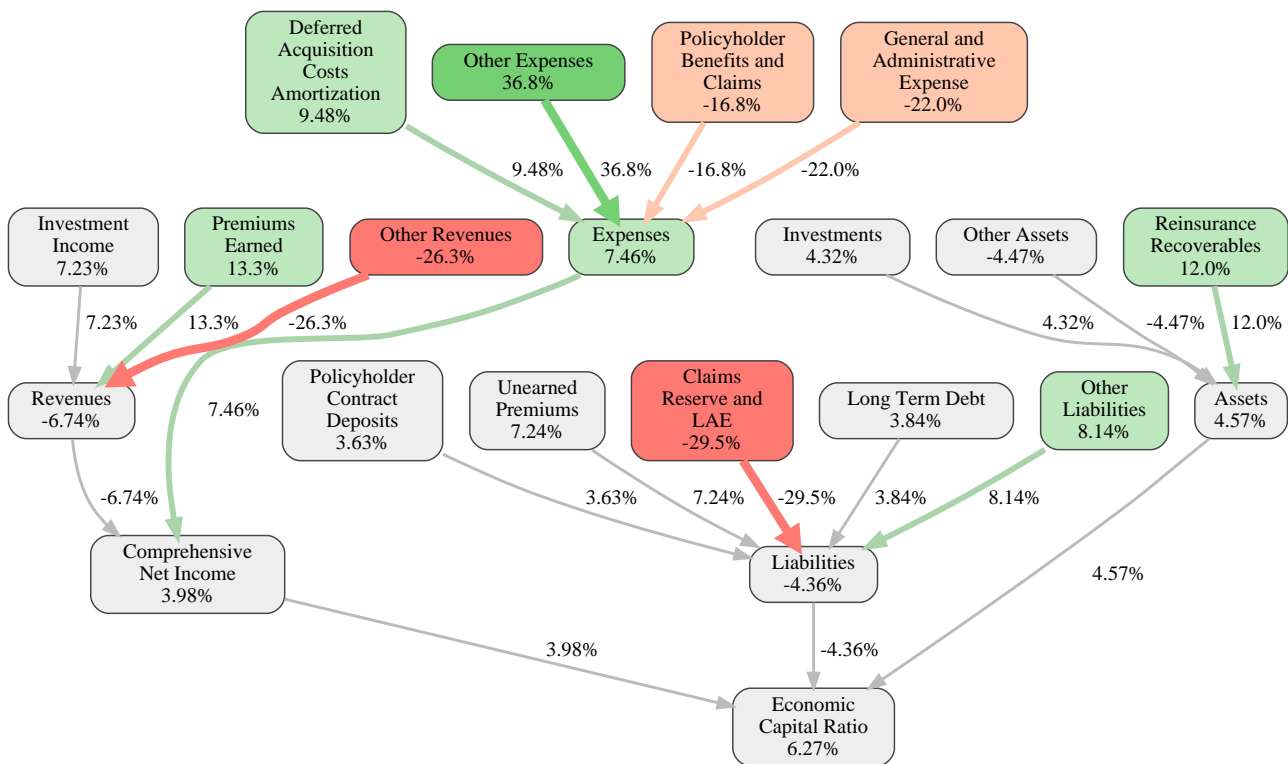 Deferred
Acquisition
Costs
Amortization
9.48%
Other Expenses
36.8%
Policyholder
Benefits and
Claims
-16.8%
General and
Administrative
Expense
-22.0%
9.48%
36.8%
-16.8%
-22.0%
Investment
Income
7.23%
Premiums
Earned
13.3%
Other Revenues
-26.3%
Expenses
7.46%
Investments
4.32%
Other Assets
-4.47%
Reinsurance
Recoverables
12.0%
7.23%
13.3%
-26.3%
4.32%
-4.47%
12.0%
Revenues
-6.74%
7.46%
Policyholder
Contract
Deposits
3.63%
Unearned
Premiums
7.24%
Claims
Reserve and
LAE
-29.5%
Long Term Debt
3.84%
Other
Liabilities
8.14%
Assets
4.57%
-6.74%
3.63%
7.24%
-29.5%
3.84%
8.14%
Comprehensive
Net Income
3.98%
Liabilities
-4.36%
4.57%
3.98%
-4.36%
Economic
Capital Ratio
6.27%